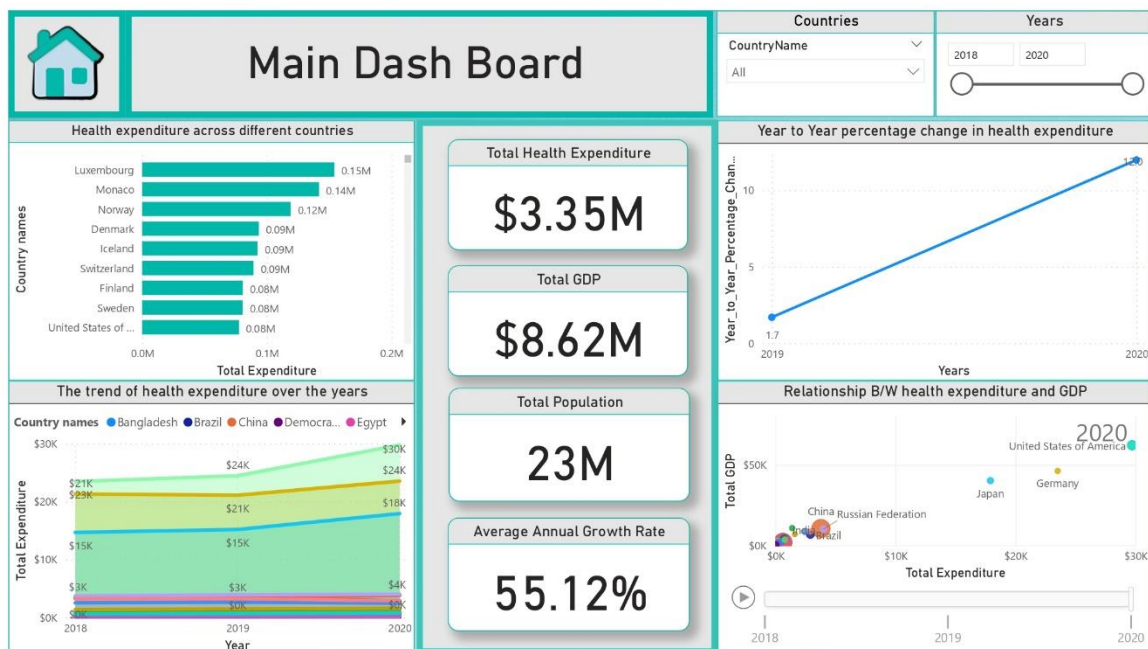 Main Dash Board
Countries
CountryName
All
Years
2018
2020
Health expenditure across different countries
Country names
Luxembourg
Monaco
Norway
Denmark
Iceland
Switzerland
Finland
Sweden
United States of ...
0.15M
0.14M
0.12M
0.09M
0.09M
0.09M
0.08M
0.08M
0.08M
0.0M
0.1M
0.2M
Total Expenditure
The trend of health expenditure over the years
Country names
Bangladesh
Brazil
China
Democra...
Egypt
Total Expenditure
$30K
$20K
$10K
$0K
$21K
$23K
$15K
$3K
$0K
$24K
$21K
$15K
$3K
$0K
$30K
$24K
$18K
$4K
$0K
2018
2019
2020
Year
Total Health Expenditure
$3.35M
Total GDP
$8.62M
Total Population
23M
Average Annual Growth Rate
55.12%
Year to Year percentage change in health expenditure
Year_to_Year_Percentage_Chan...
10
5
0
1.7
12.0
2019
2020
Years
Relationship B/W health expenditure and GDP
2020
Total GDP
$50K
$0K
United States of America
Germany
Japan
China
Russian Federation
India
Brazil
$0K
$10K
$20K
$30K
Total Expenditure
2018
2019
2020